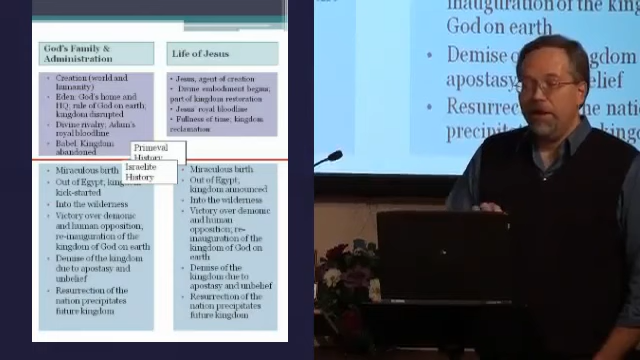 God's Family &
Administration
Creation (world and
humanity)
Eden: God's home and
HQ; rule of God on earth;
kingdom disrupted
Divine rivalry; Adam's
royal bloodline
Babel: Kingdom
abandoned
Primeval
History
Israelite
History
Miraculous birth
Out of Egypt,
kick-started
Into the wilderness
Victory over demonic
and human opposition;
re-inauguration of the
kingdom of God on earth
Demise of the kingdom
due to apostasy and
unbelief
Resurrection of the
nation precipitates
future kingdom
Life of Jesus
Jesus, agent of creation
Divine embodiment begins;
part of kingdom restoration
Jesus' royal bloodline
Fullness of time; kingdom
reclamation
Miraculous birth
Out of Egypt,
kingdom announced
Into the wilderness
Victory over demonic
and human
opposition; re-
inauguration of the
kingdom of God on
earth
Demise of the
kingdom due to
apostasy and unbelief
Resurrection of the
nation precipitates
future kingdom
inauguration of the
God on earth
Demise
apostasy
Resurrec
precipit